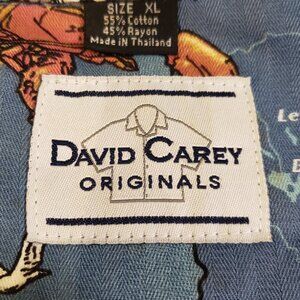 SIZE XL
55% Cotton
45% Rayon
Made in Thailand
DAVID CAREY
ORIGINALS